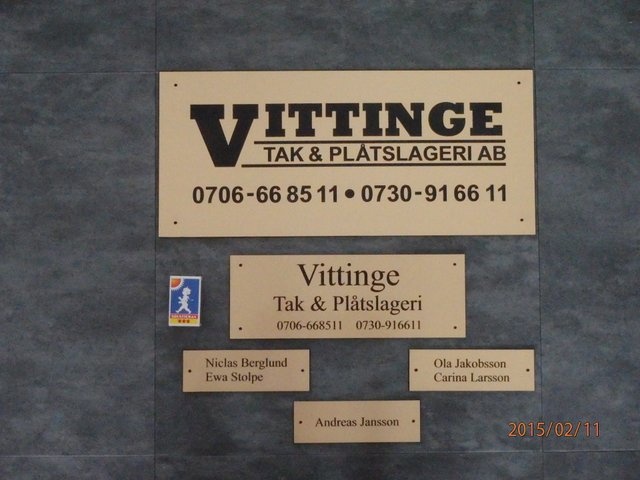 VITTINGE
TAK & PLÅTSLAGERI AB
0706-66 85 11 • 0730-91 66 11
Vittinge
Tak & Plåtslageri
0706-668511 0730-916611
Niclas Berglund
Ewa Stolpe
Ola Jakobsson
Carina Larsson
Andreas Jansson
2015/02/11